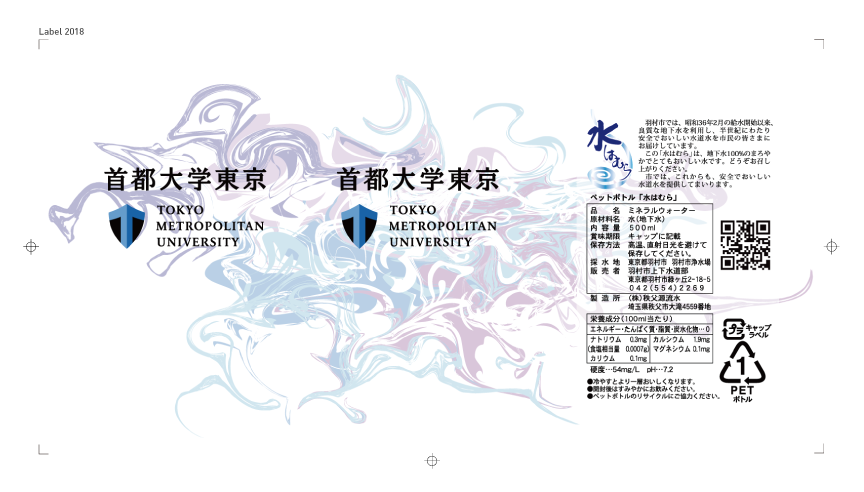 Label 2018
首都大学東京
TOKYO
METROPOLITAN
UNIVERSITY
首都大学東京
TOKYO
METROPOLITAN
UNIVERSITY
水
はむら
羽村市では、昭和36年2月の給水開始以来、
良質な地下水を利用し、半世紀にわたり
安全でおいしい水道水を市民の皆さまに
お届けしています。
この「水はむら」は、地下水100%のまろや
かでとてもおいしい水です。どうぞお召し
上がりください。
市では、これからも、安全でおいしい
水道水を提供してまいります。
ペットボトル「水はむら」
品名 ミネラルウォーター
原材料名 水(地下水)
内容量 500ml
賞味期限 キャップに記載
保存方法 高温、直射日光を避けて
保存してください。
採水地 東京都羽村市 羽村市浄水場
販売者 羽村市上下水道部
東京都羽村市緑ヶ丘2-18-5
042(554)2269
製造所 (株)秩父源流水
埼玉県秩父市大滝4559番地
栄養成分(100ml当たり)
エネルギー・たんぱく質・脂質・炭水化物…0
ナトリウム 0.3mg カルシウム 1.9mg
(食塩相当量 0.0007g) マグネシウム 0.1mg
カリウム 0.1mg
硬度…54mg/L pH…7.2
●冷やすとより一層おいしくなります。
●開封後はすみやかにお飲みください。
●ペットボトルのリサイクルにご協力ください。
プラ
キャップ
ラベル
1
PET
ボトル